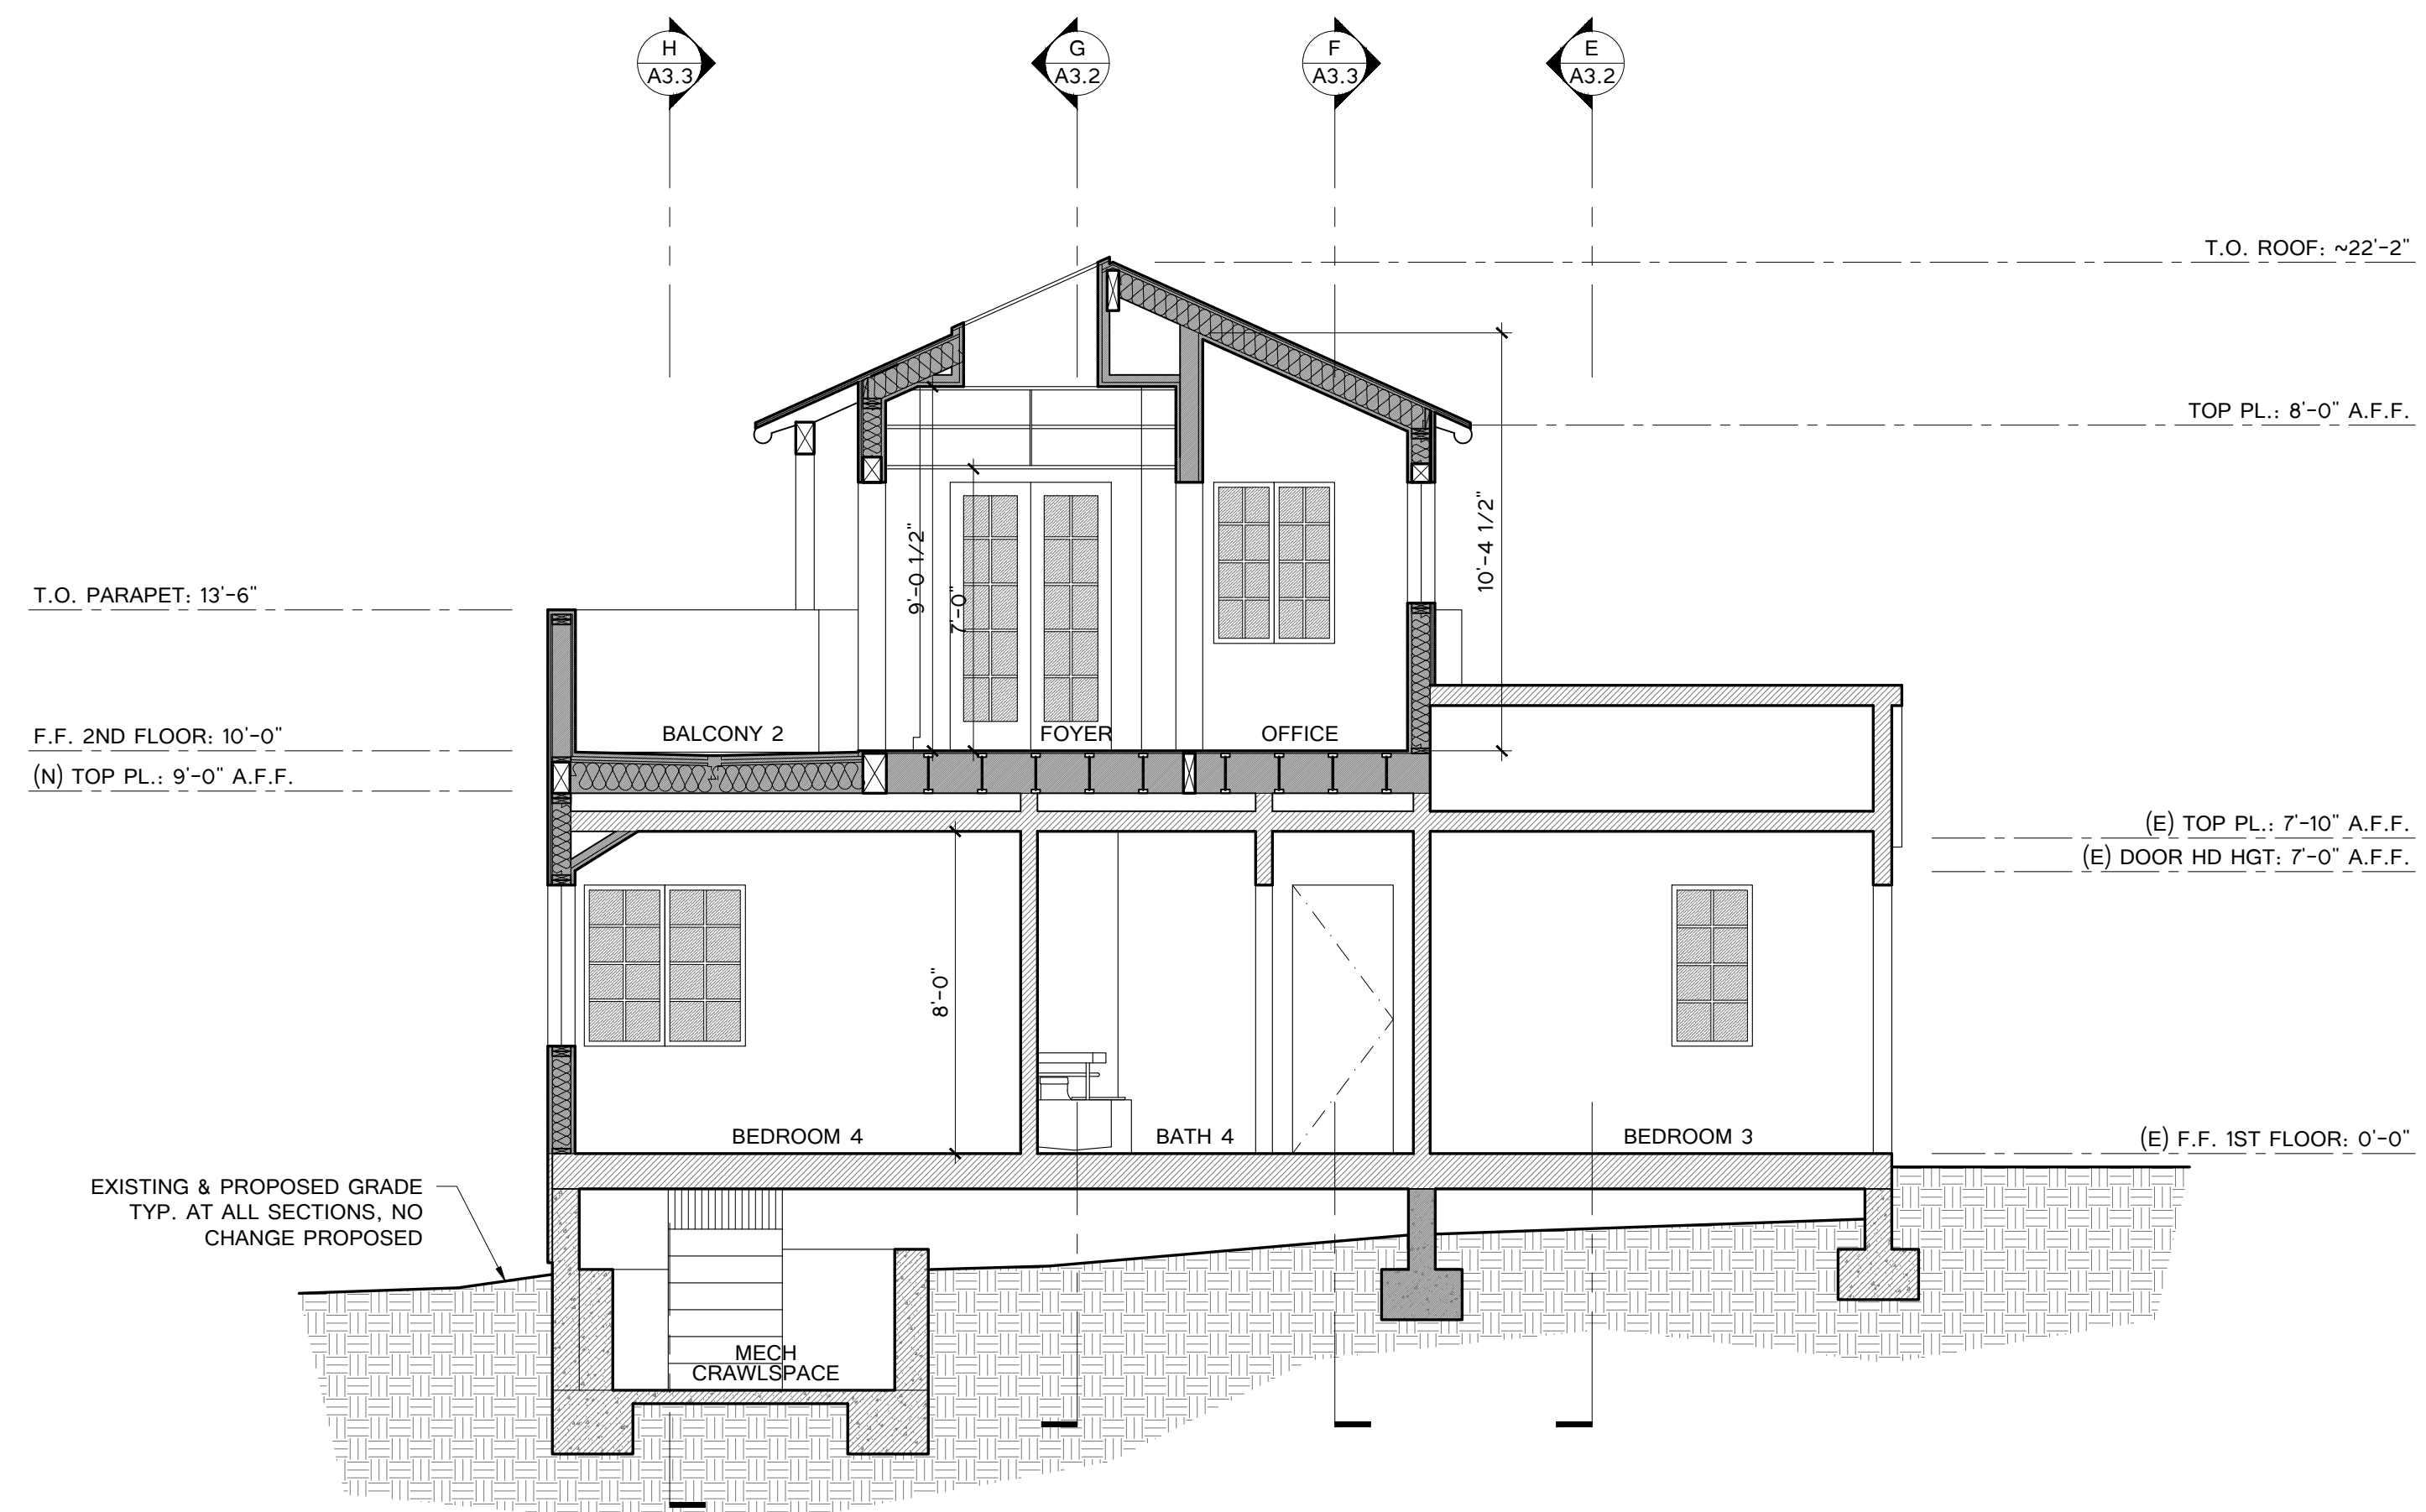 H
A3.3
G
A3.2
F
A3.3
E
A3.2
T.O. ROOF: ~22'-2"
TOP PL.: 8'-0" A.F.F.
10'-4 1/2"
9'-0 1/2"
7'-0"
T.O. PARAPET: 13'-6"
F.F. 2ND FLOOR: 10'-0"
(N) TOP PL.: 9'-0" A.F.F.
BALCONY 2
FOYER
OFFICE
(E) TOP PL.: 7'-10" A.F.F.
(E) DOOR HD HGT: 7'-0" A.F.F.
8'-0"
BEDROOM 4
BATH 4
BEDROOM 3
(E) F.F. 1ST FLOOR: 0'-0"
EXISTING & PROPOSED GRADE
TYP. AT ALL SECTIONS, NO
CHANGE PROPOSED
MECH
CRAWLSPACE